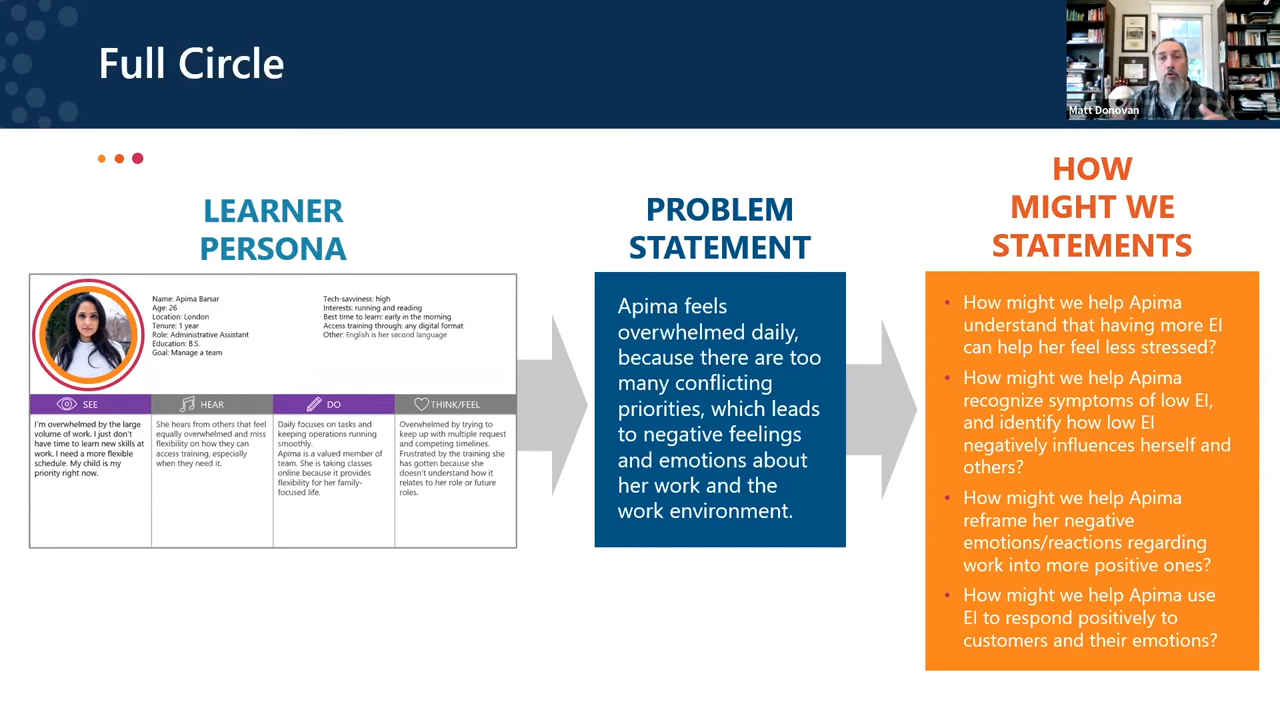 Full Circle
Matt Donovan
LEARNER
PERSONA
Name: Apima Barsar
Age: 26
Location: London
Tenure: 1 year
Role: Administrative Assistant
Education: B.S.
Goal: Manage a team
Tech-savviness: high
Interests: running and reading
Best time to learn: early in the morning
Access training through: any digital format
Other: English is her second language
SEE
I'm overwhelmed by the large
volume of work. I just don't
have time to learn new skills at
work. I need a more flexible
schedule. My child is my
priority right now.
HEAR
She hears from others that feel
equally overwhelmed and miss
flexibility on how they can
access training, especially
when they need it.
DO
Daily focuses on tasks and
keeping operations running
smoothly.
Apima is a valued member of
team. She is taking classes
online because it provides
flexibility for her family-
focused life.
THINK/FEEL
Overwhelmed by trying to
keep up with multiple request
and competing timelines.
Frustrated by the training she
has gotten because she
doesn't understand how it
relates to her role or future
roles.
PROBLEM
STATEMENT
Apima feels
overwhelmed daily,
because there are too
many conflicting
priorities, which leads
to negative feelings
and emotions about
her work and the
work environment.
HOW
MIGHT WE
STATEMENTS
• How might we help Apima
understand that having more EI
can help her feel less stressed?
• How might we help Apima
recognize symptoms of low EI,
and identify how low EI
negatively influences herself and
others?
• How might we help Apima
reframe her negative
emotions/reactions regarding
work into more positive ones?
• How might we help Apima use
EI to respond positively to
customers and their emotions?